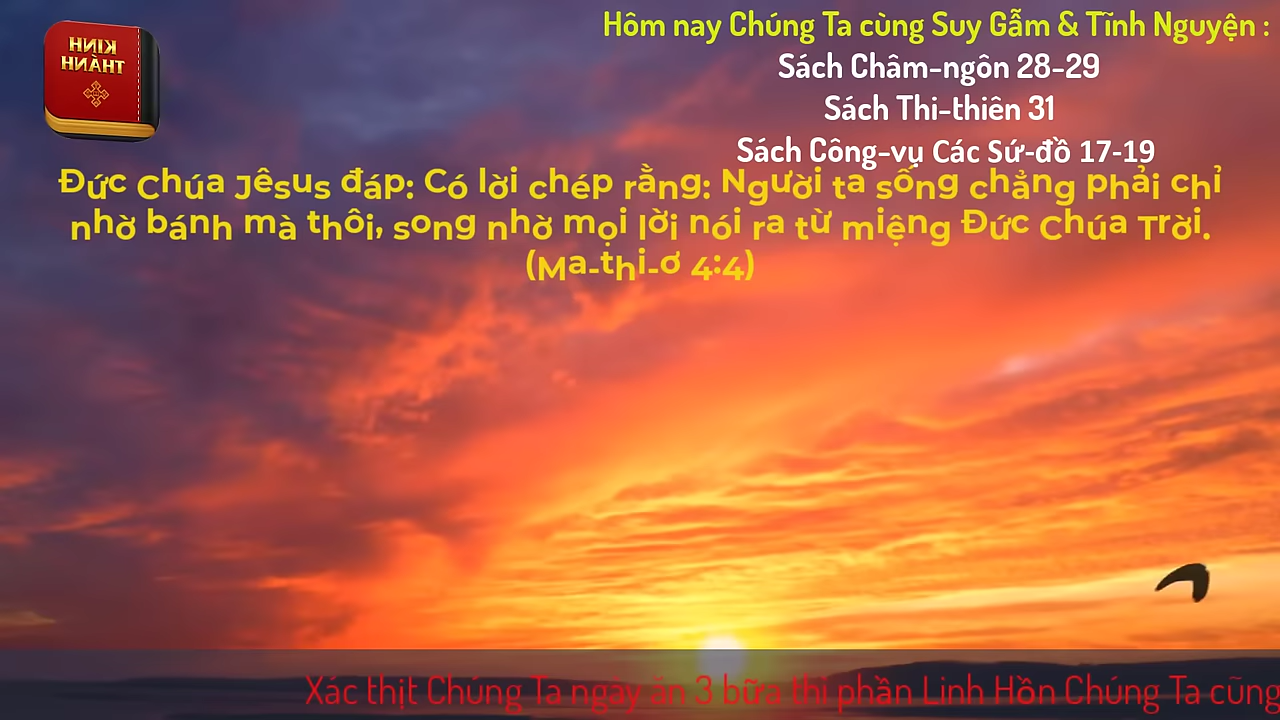 KINH
THÀNH
Hôm nay Chúng Ta cùng Suy Gẫm & Tĩnh Nguyện :
Sách Châm-ngôn 28-29
Sách Thi-thiên 31
Sách Công-vụ Các Sứ-đồ 17-19
Đức Chúa Jêsus đáp: Có lời chép rằng: Người ta sống chẳng phải chỉ
nhờ bánh mà thôi, song nhờ mọi lời nói ra từ miệng Đức Chúa Trời.
(Ma-thi-ơ 4:4)
Xác thịt Chúng Ta ngày ăn 3 bữa thì phần Linh Hồn Chúng Ta cũng